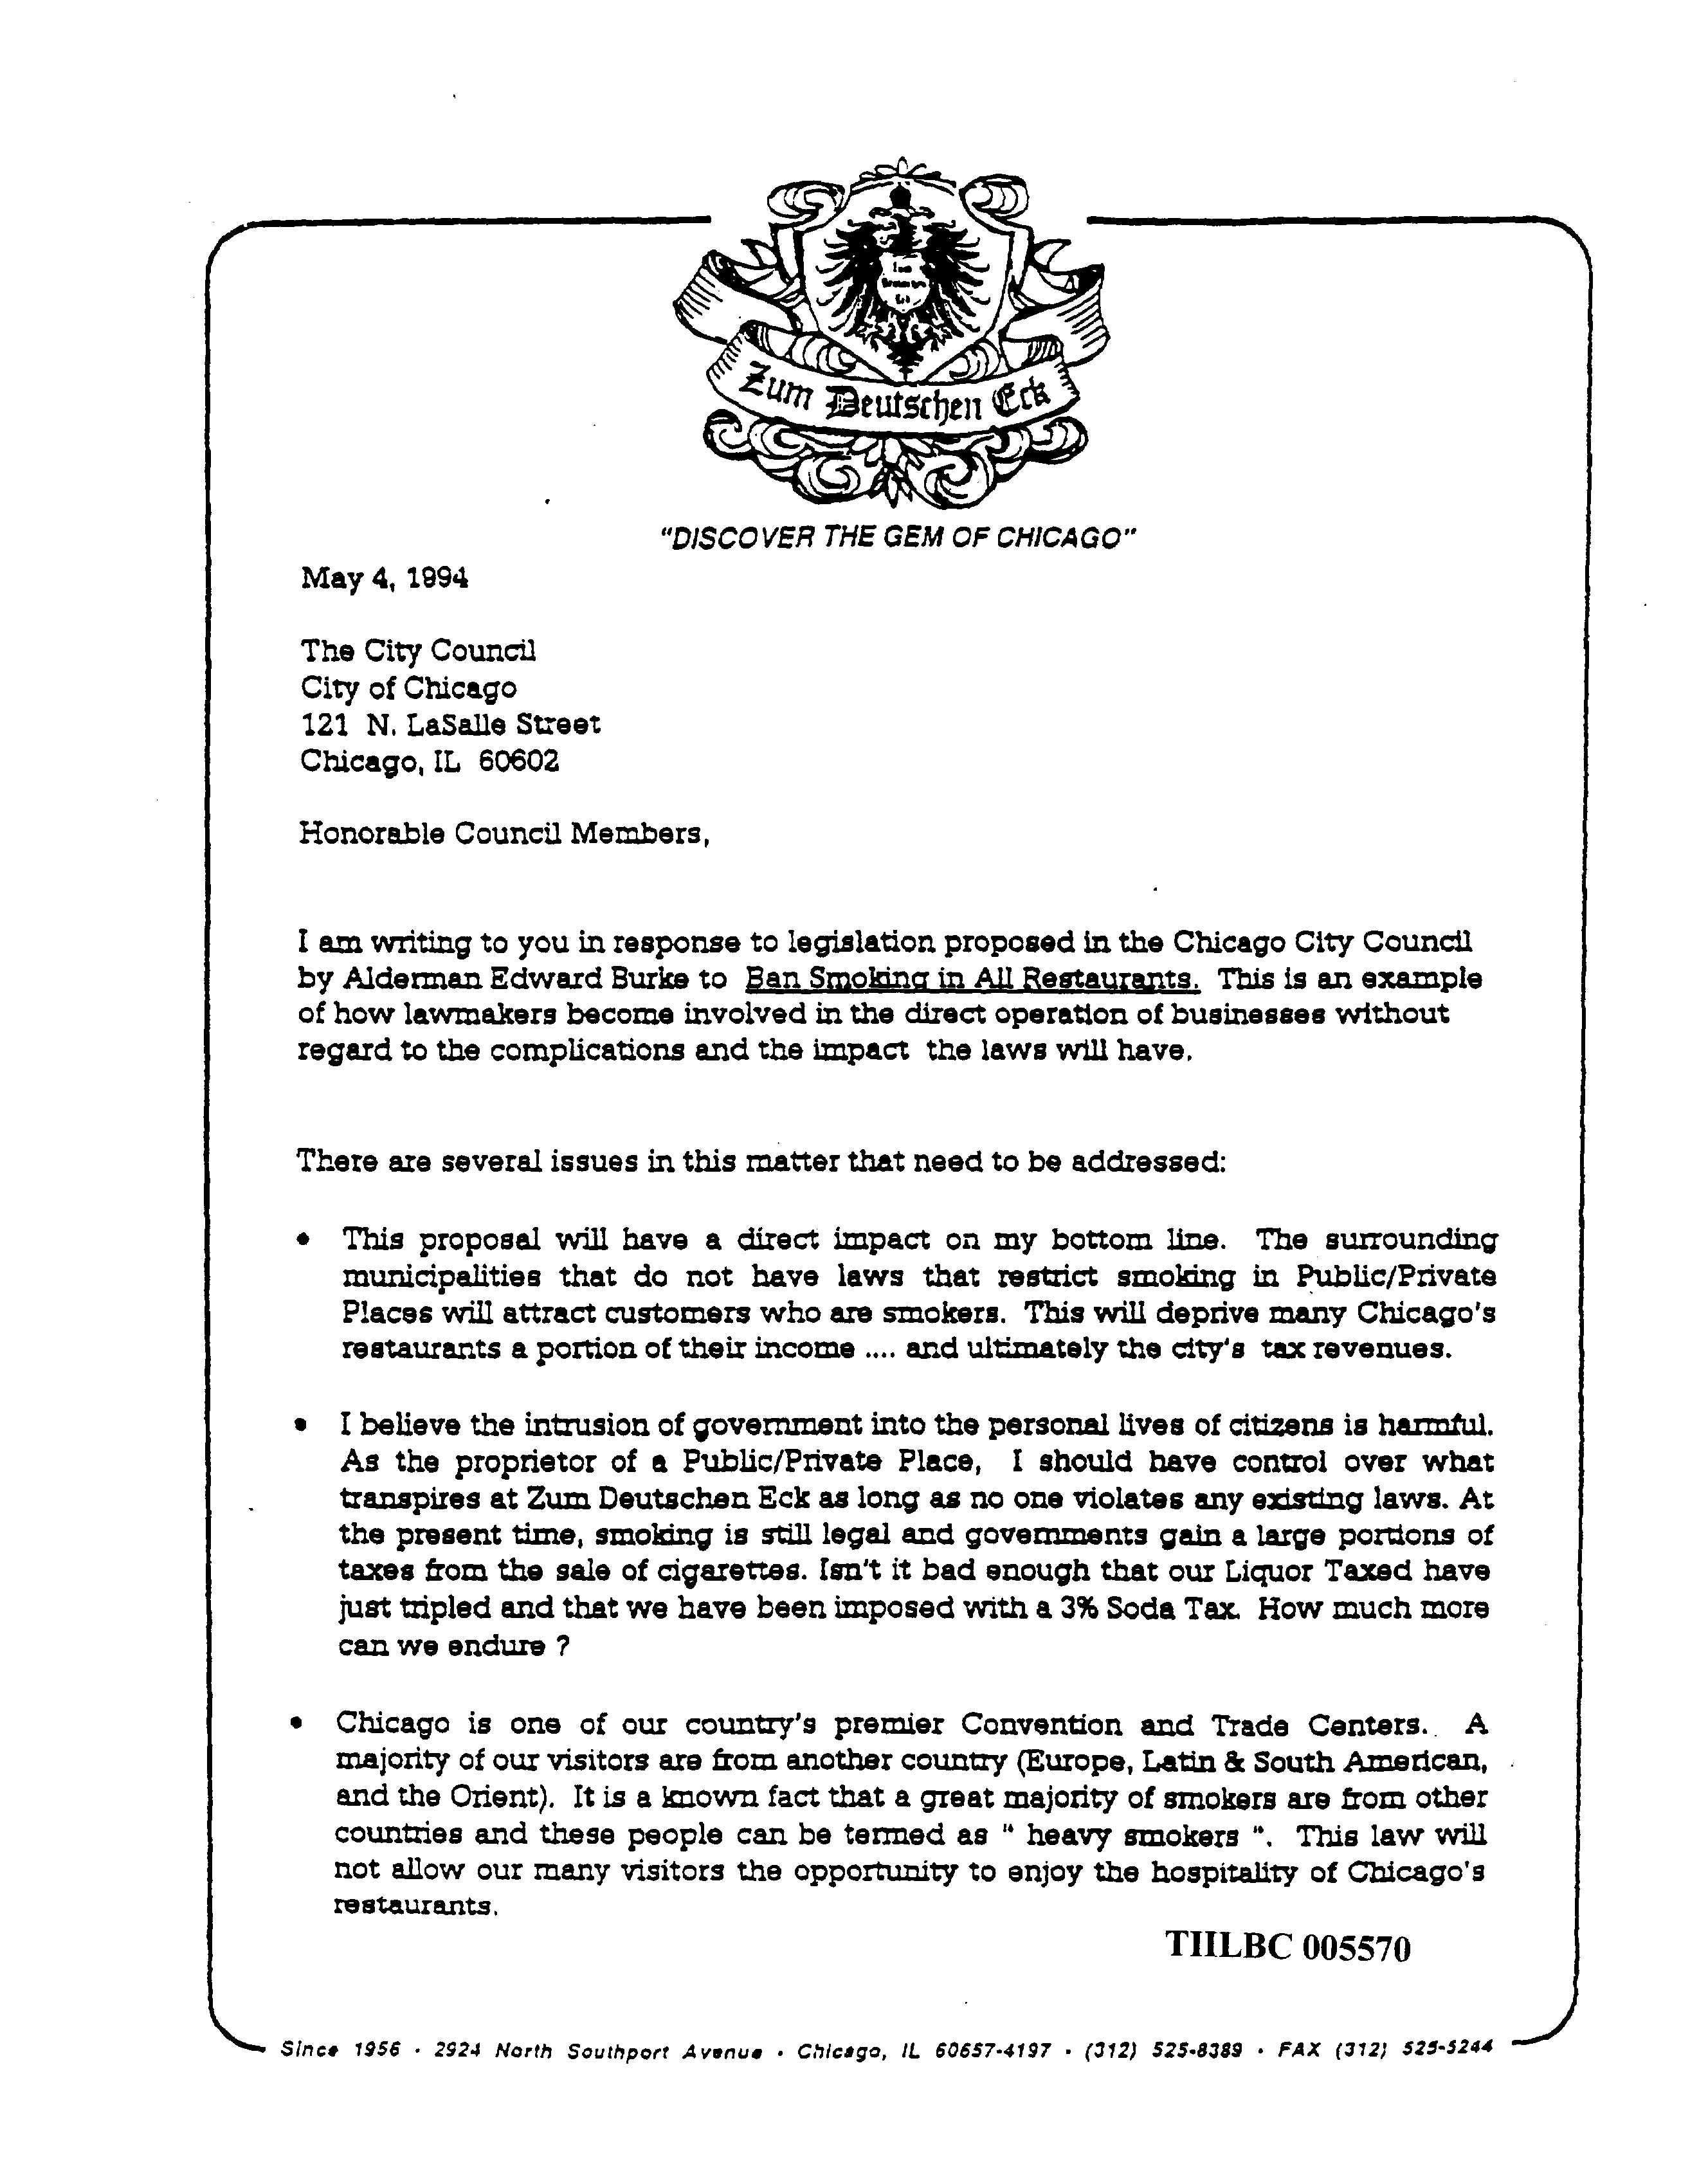 Zum Deutschen Eck
"DISCOVER THE GEM OF CHICAGO"
May 4, 1994
The City Council
City of Chicago
121 N. LaSalle Street
Chicago, IL 60602
Honorable Council Members,
I am writing to you in response to legislation proposed in the Chicago City Council
by Alderman Edward Burke to Ban Smoking in All Restaurants. This is an example
of how lawmakers become involved in the direct operation of businesses without
regard to the complications and the impact the laws will have.
There are several issues in this matter that need to be addressed:
• This proposal will have a direct impact on my bottom line. The surrounding
municipalities that do not have laws that restrict smoking in Public/Private
Places will attract customers who are smokers. This will deprive many Chicago's
restaurants a portion of their income .... and ultimately the city's tax revenues.
• I believe the intrusion of government into the personal lives of citizens is harmful.
As the proprietor of a Public/Private Place, I should have control over what
transpires at Zum Deutschen Eck as long as no one violates any existing laws. At
the present time, smoking is still legal and governments gain a large portions of
taxes from the sale of cigarettes. Isn't it bad enough that our Liquor Taxed have
just tripled and that we have been imposed with a 3% Soda Tax. How much more
can we endure ?
• Chicago is one of our country's premier Convention and Trade Centers. A
majority of our visitors are from another country (Europe, Latin & South American,
and the Orient). It is a known fact that a great majority of smokers are from other
countries and these people can be termed as " heavy smokers ". This law will
not allow our many visitors the opportunity to enjoy the hospitality of Chicago's
restaurants.
TIILBC 005570
Since 1956 · 2924 North Southport Avenue · Chicago, IL 60657-4197 · (312) 525-8389 · FAX (312) 525-5244